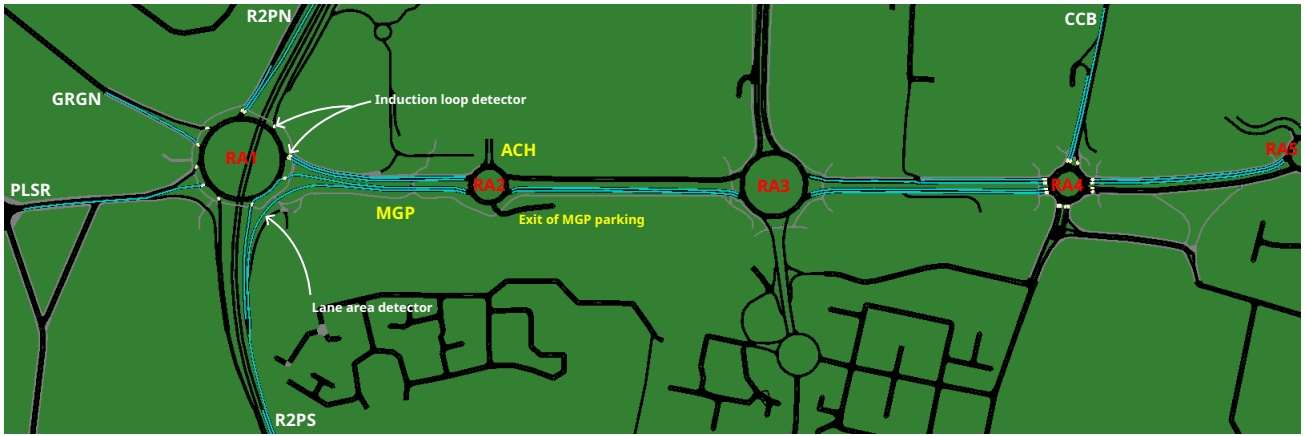 R2PN
CCB
GRGN
Induction loop detector
RA1
ACH
RA5
PLSR
RA2
RA3
RA4
MGP
Exit of MGP parking
Lane area detector
R2PS